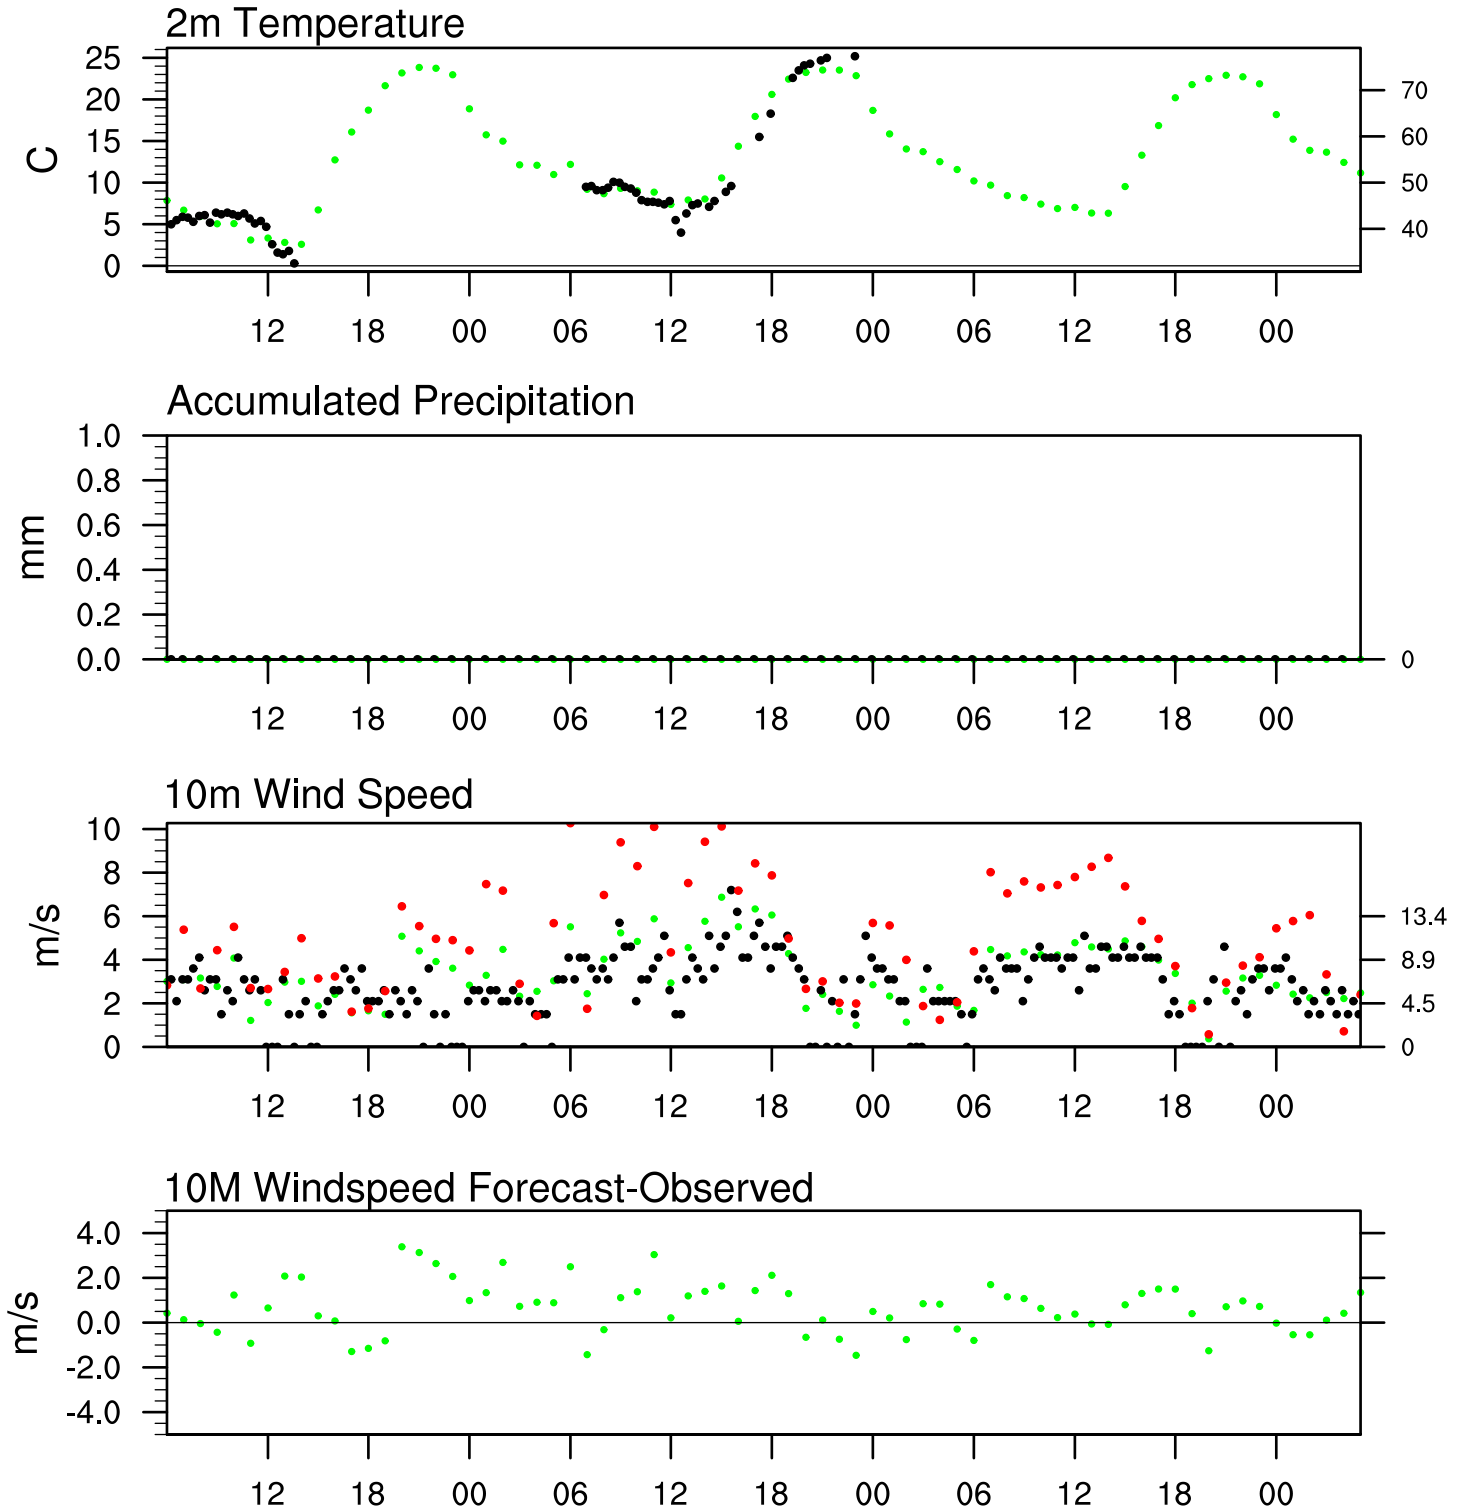 2m Temperature
25
20
15
10
5
0
C
70
60
50
40
12 18 00 06 12 18 00 06 12 18 00
Accumulated Precipitation
1.0
0.8
0.6
0.4
0.2
0.0
mm
0
12 18 00 06 12 18 00 06 12 18 00
10m Wind Speed
10
8
6
4
2
0
m/s
13.4
8.9
4.5
0
12 18 00 06 12 18 00 06 12 18 00
10M Windspeed Forecast-Observed
4.0
2.0
0.0
-2.0
-4.0
m/s
12 18 00 06 12 18 00 06 12 18 00